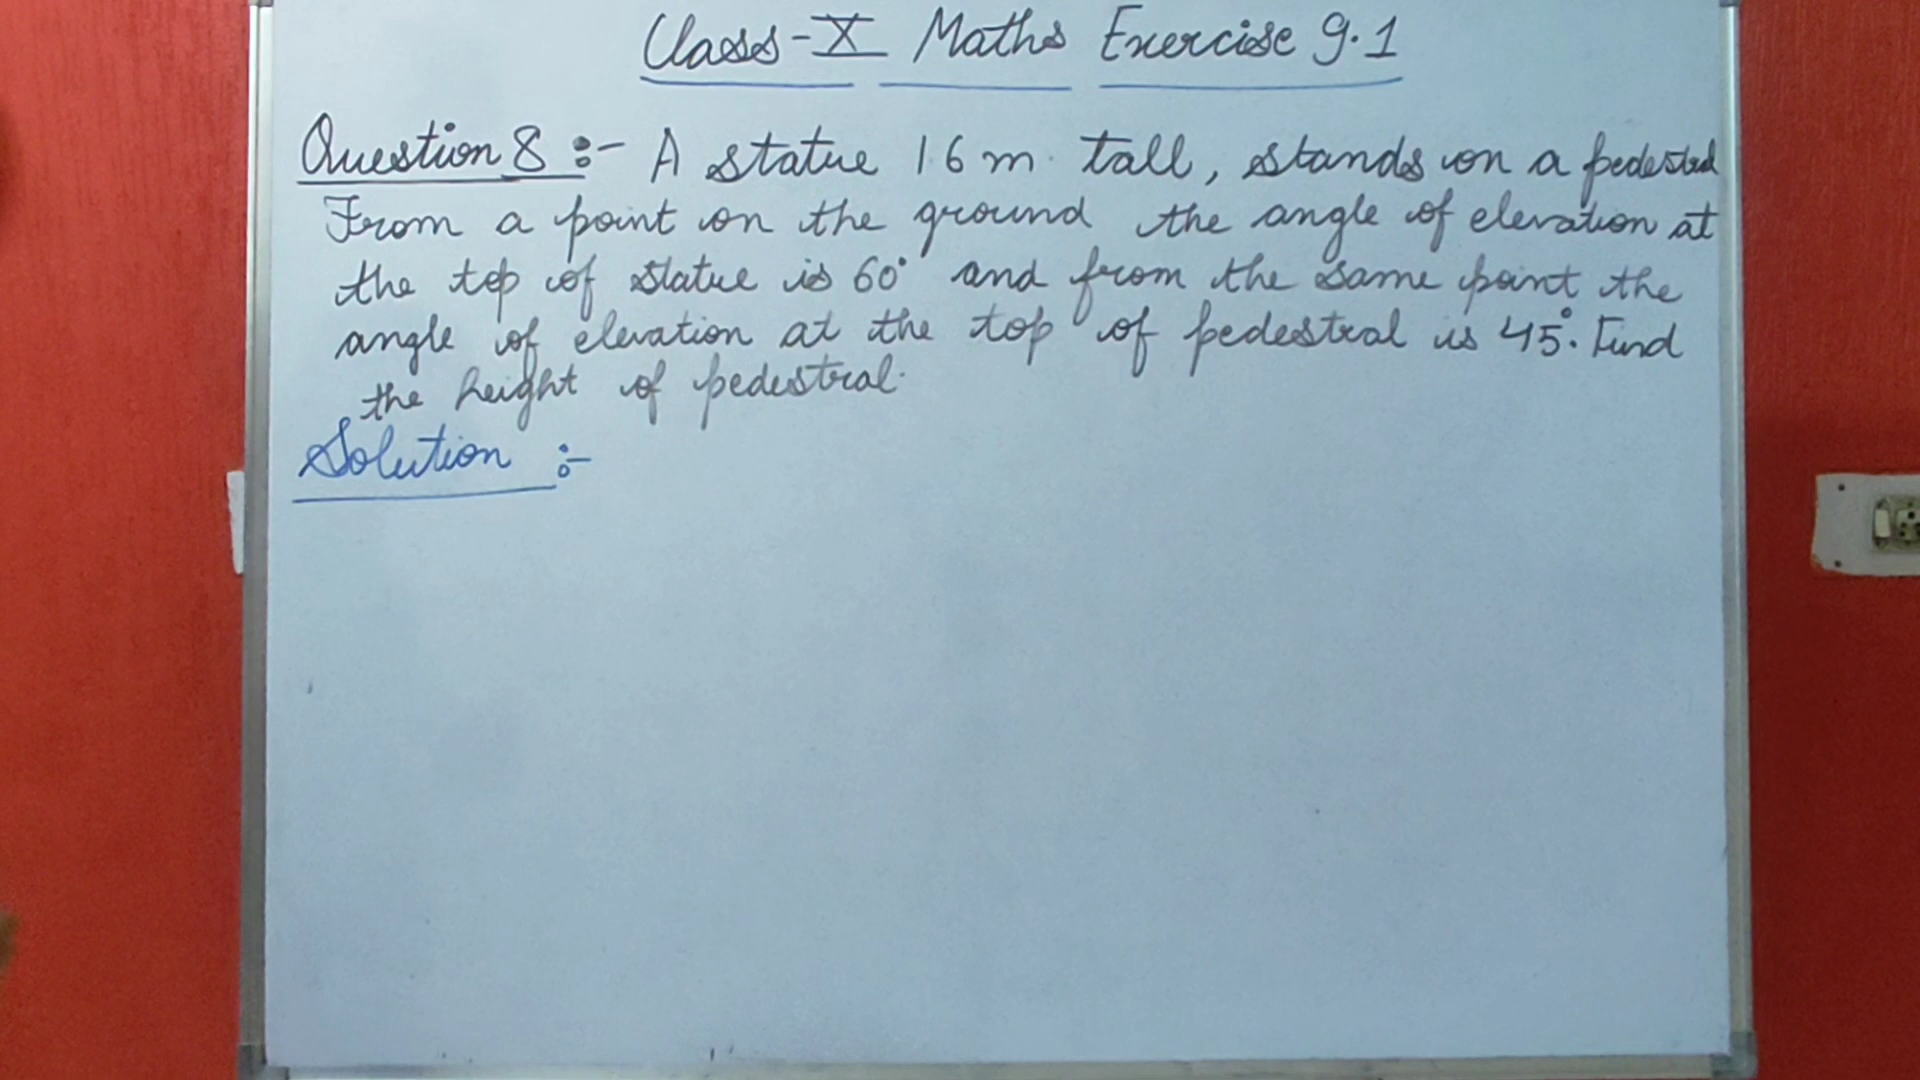 Class-X Maths Exercise 9.1
Question 8 :- A statue 1.6 m tall, stands on a pedestal
From a point on the ground the angle of elevation at
the top of statue is 60° and from the same point the
angle of elevation at the top of pedestral is 45°. Find
the height of pedestral.
Solution :-